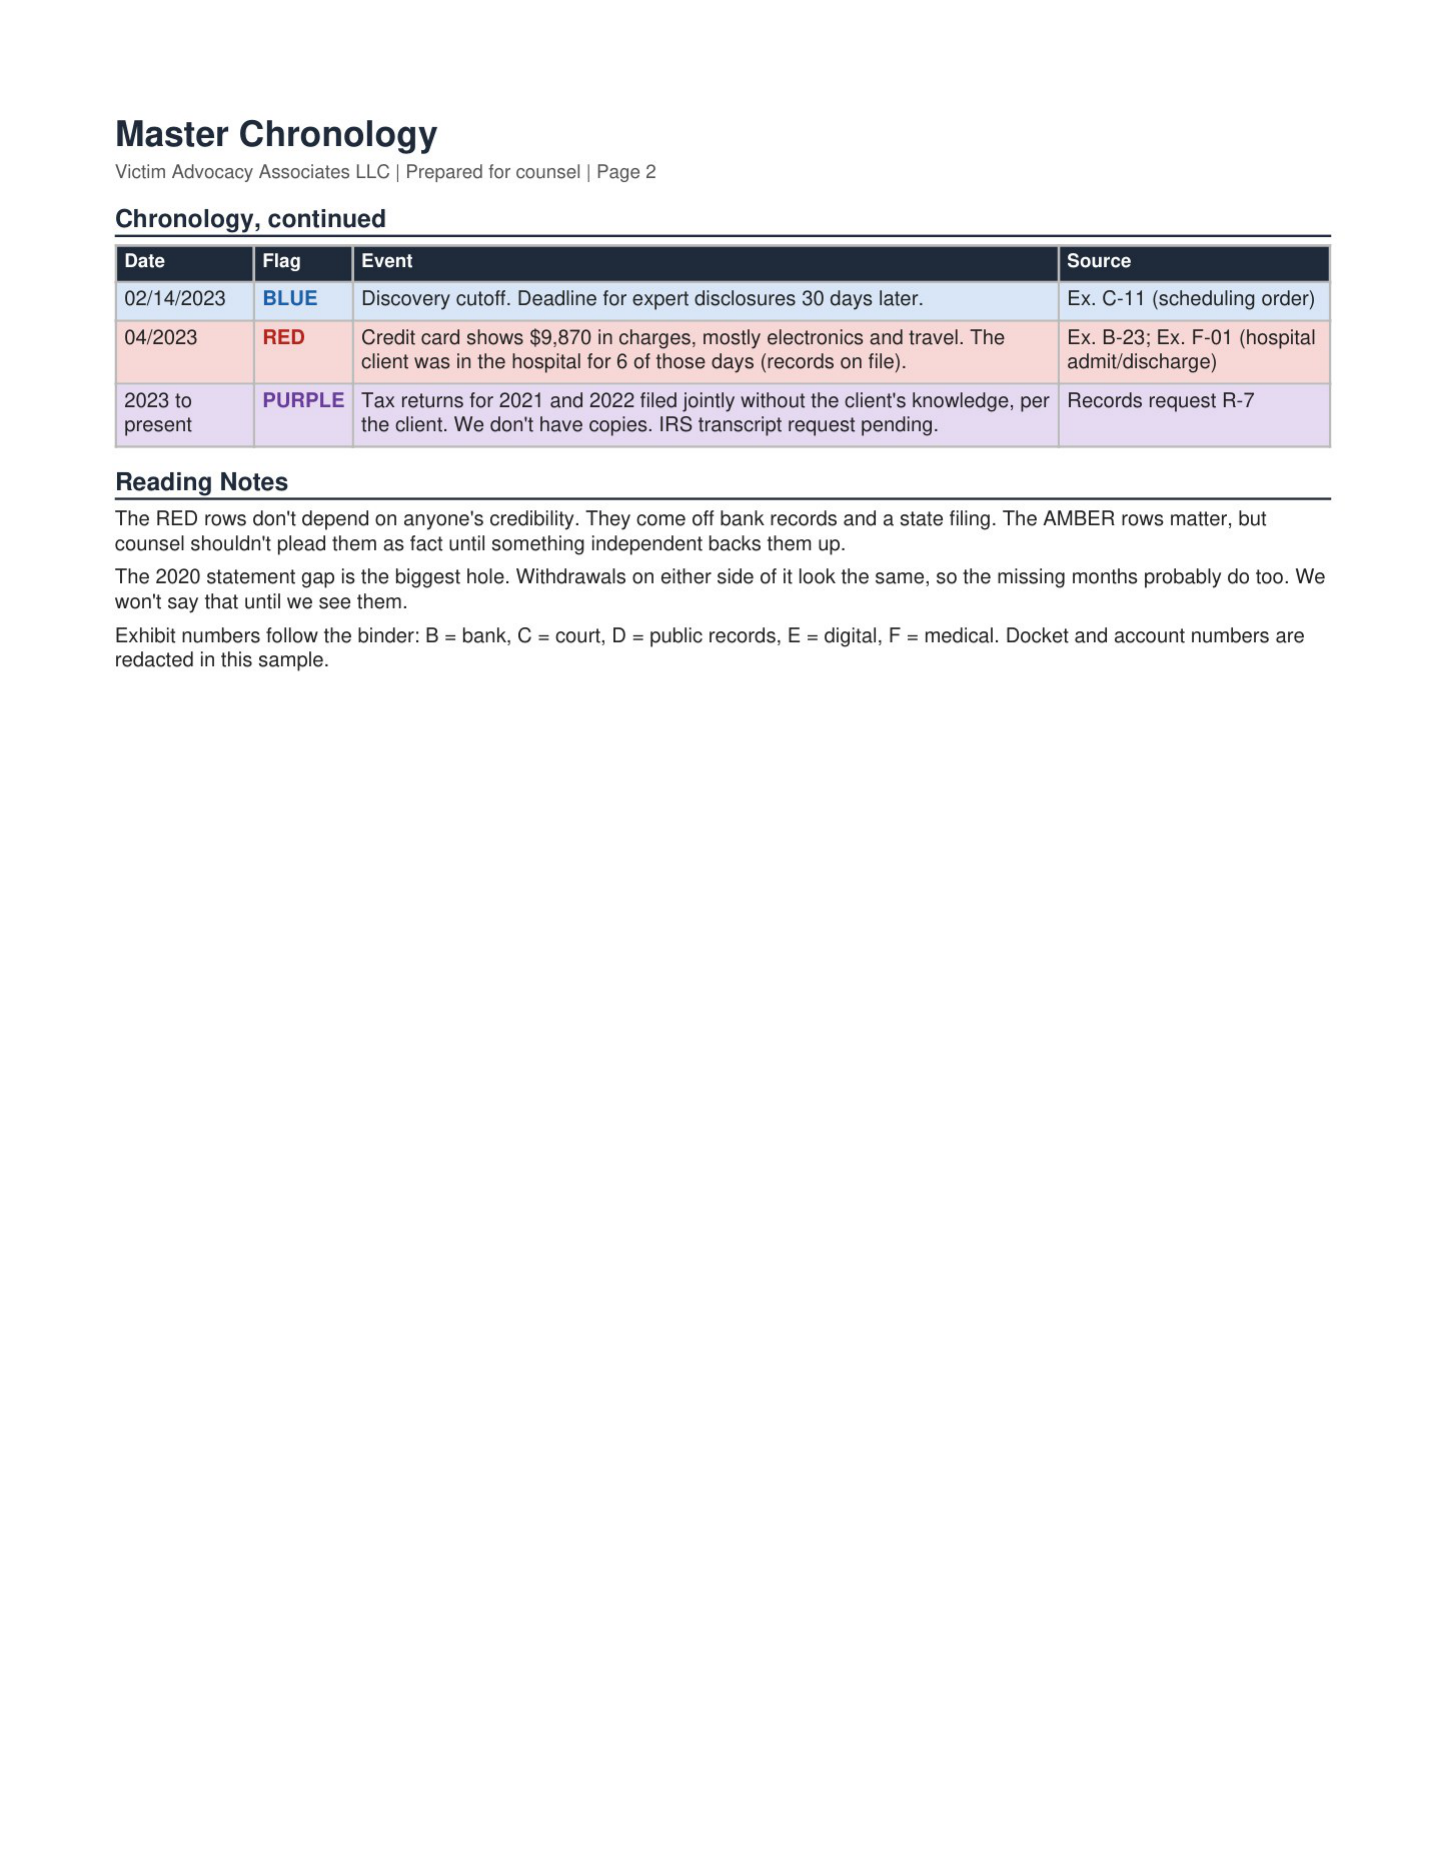 Master Chronology
Victim Advocacy Associates LLC | Prepared for counsel | Page 2
Chronology, continued
Date Flag Event Source
02/14/2023 BLUE Discovery cutoff. Deadline for expert disclosures 30 days later. Ex. C-11 (scheduling order)
04/2023 RED Credit card shows $9,870 in charges, mostly electronics and travel. The Ex. B-23; Ex. F-01 (hospital
client was in the hospital for 6 of those days (records on file). admit/discharge)
2023 to PURPLE Tax returns for 2021 and 2022 filed jointly without the client's knowledge, per Records request R-7
present the client. We don't have copies. IRS transcript request pending.
Reading Notes
The RED rows don't depend on anyone's credibility. They come off bank records and a state filing. The AMBER rows matter, but
counsel shouldn't plead them as fact until something independent backs them up.
The 2020 statement gap is the biggest hole. Withdrawals on either side of it look the same, so the missing months probably do too. We
won't say that until we see them.
Exhibit numbers follow the binder: B = bank, C = court, D = public records, E = digital, F = medical. Docket and account numbers are
redacted in this sample.